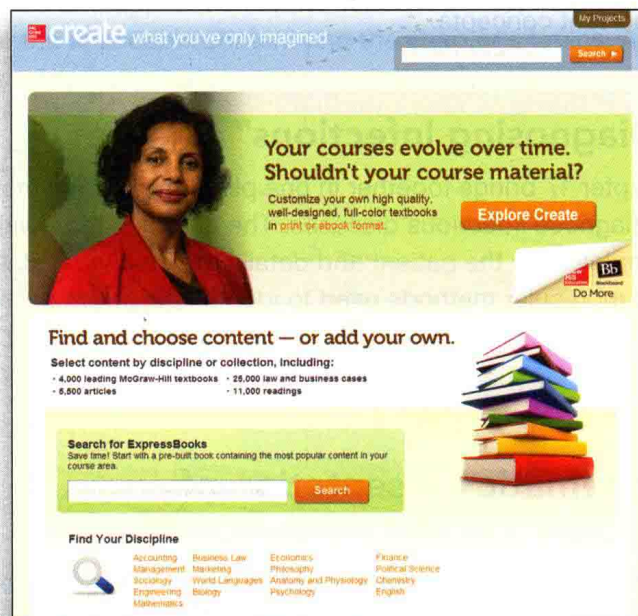 My Projects
Mc
Graw
Hill create what you've only imagined
Search
Your courses evolve over time.
Shouldn't your course material?
Customize your own high quality,
well-designed, full-color textbooks
in print or ebook format.
Explore Create
Bb
Blackboard
Do More
Find and choose content — or add your own.
Select content by discipline or collection, including:
· 4,000 leading McGraw-Hill textbooks · 25,000 law and business cases
· 5,500 articles · 11,000 readings
Search for ExpressBooks
Save time! Start with a pre-built book containing the most popular content in your
course area.
Search
Find Your Discipline
Accounting Business Law Economics Finance
Management Marketing Philosophy Political Science
Sociology World Languages Anatomy and Physiology Chemistry
Engineering Biology Psychology English
Mathematics